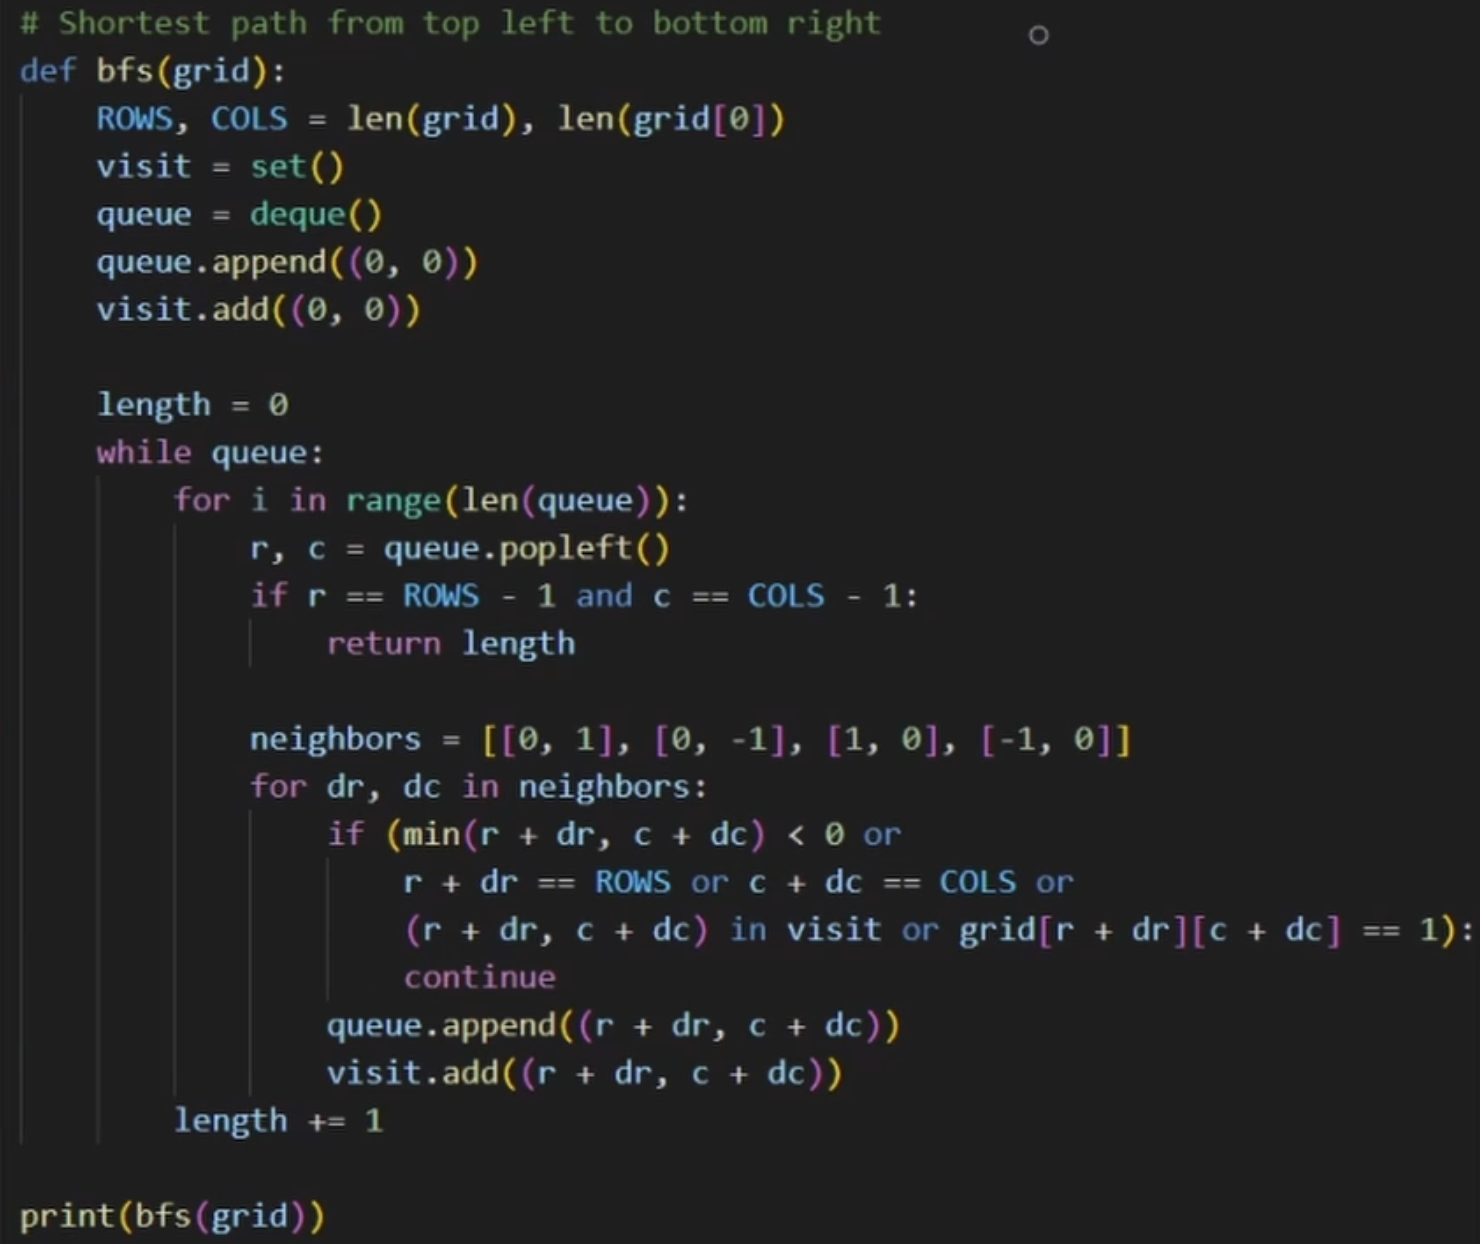 # Shortest path from top left to bottom right
def bfs(grid):
    ROWS, COLS = len(grid), len(grid[0])
    visit = set()
    queue = deque()
    queue.append((0, 0))
    visit.add((0, 0))

    length = 0
    while queue:
        for i in range(len(queue)):
            r, c = queue.popleft()
            if r == ROWS - 1 and c == COLS - 1:
                return length

            neighbors = [[0, 1], [0, -1], [1, 0], [-1, 0]]
            for dr, dc in neighbors:
                if (min(r + dr, c + dc) < 0 or
                    r + dr == ROWS or c + dc == COLS or
                    (r + dr, c + dc) in visit or grid[r + dr][c + dc] == 1):
                    continue
                queue.append((r + dr, c + dc))
                visit.add((r + dr, c + dc))
        length += 1

print(bfs(grid))